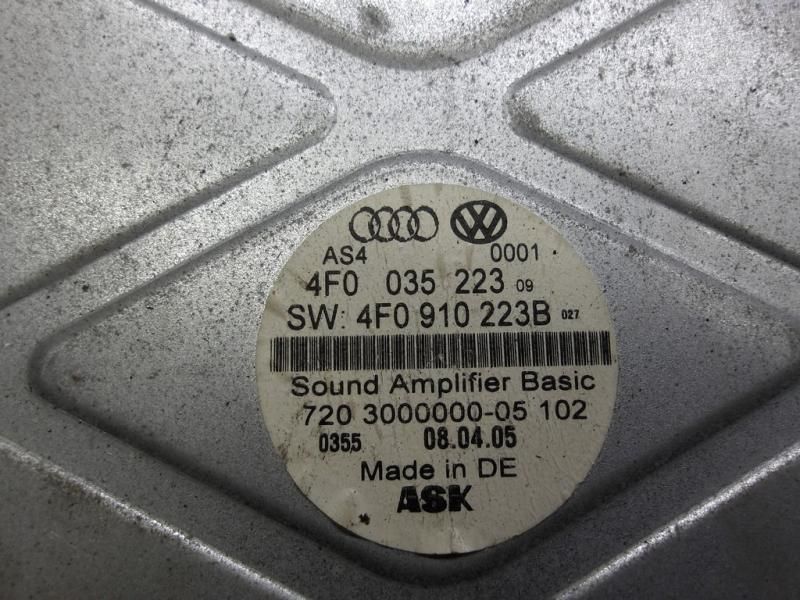 AS4 0001
4F0 035 223 09
SW: 4F0 910 223B 027
Sound Amplifier Basic
720 3000000-05 102
0355 08.04.05
Made in DE
ASK